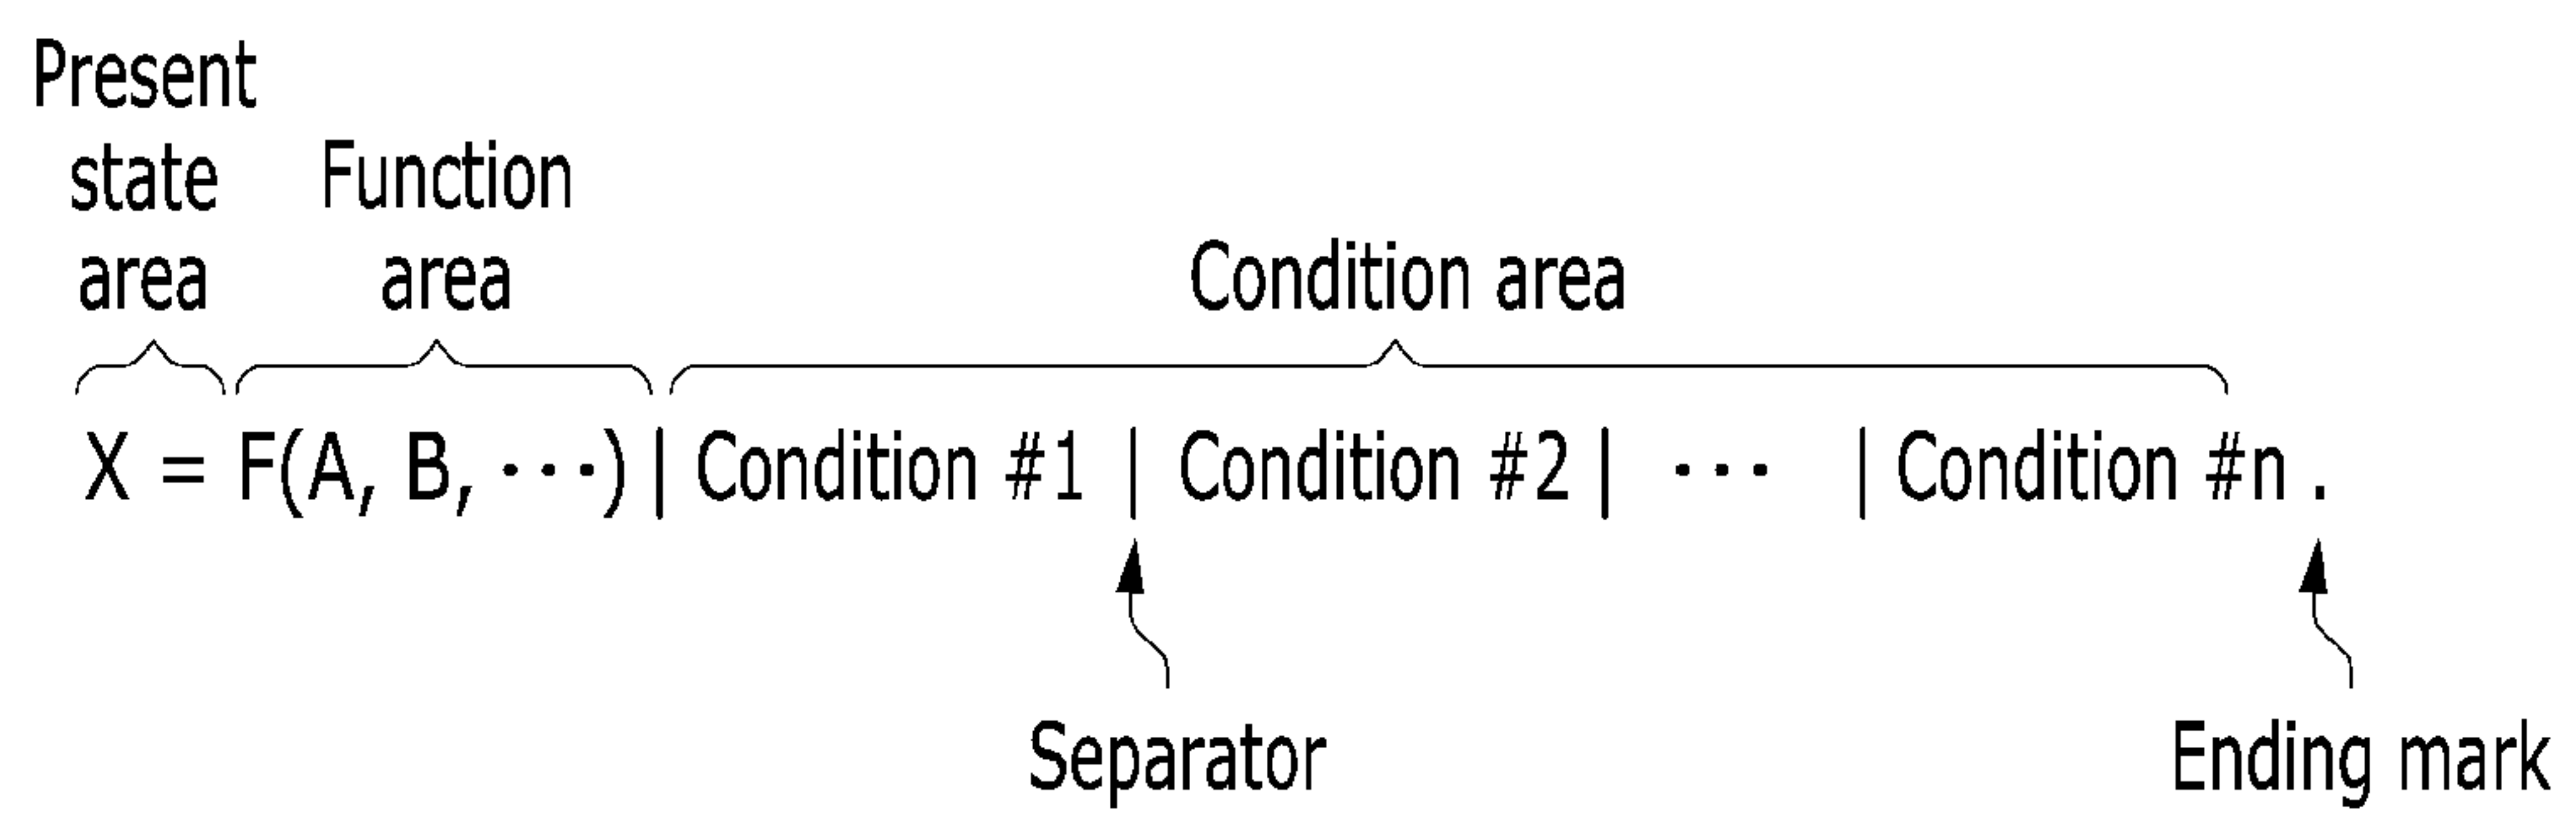 Present
state
area
Function
area
Condition area
X = F(A, B, ···) | Condition #1 | Condition #2 | ··· | Condition #n .
Separator
Ending mark